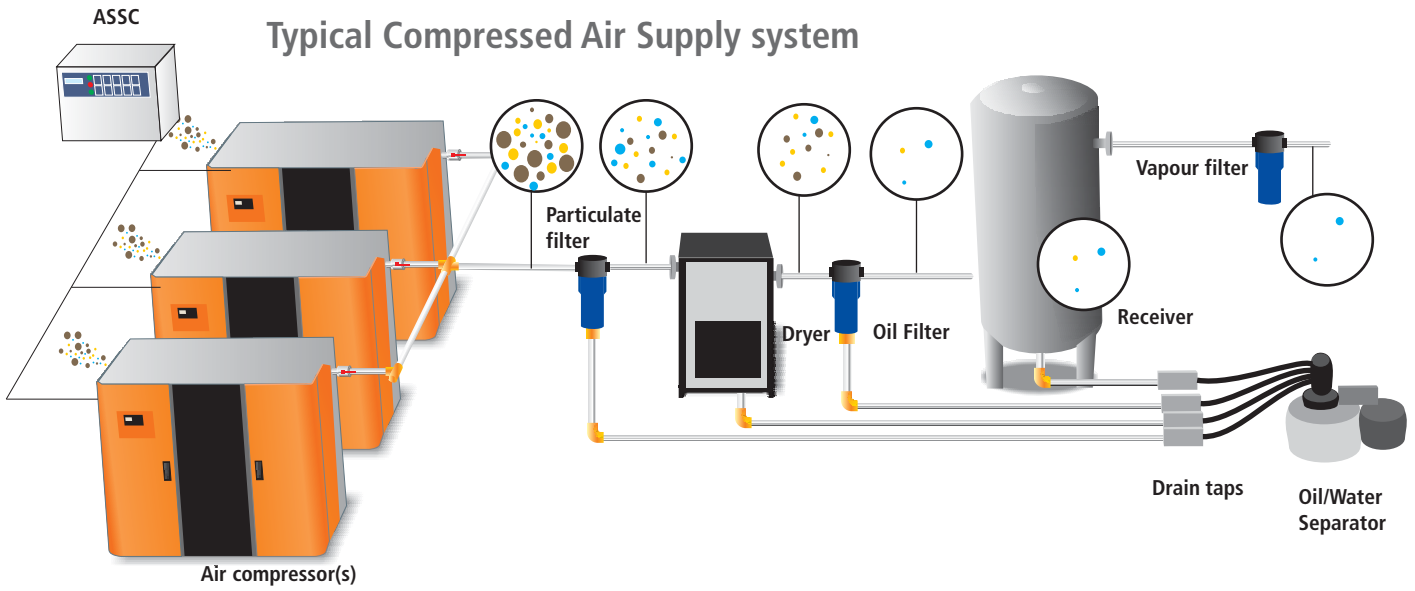 ASSC
Typical Compressed Air Supply system
Vapour filter
Particulate
filter
Receiver
Dryer
Oil Filter
Drain taps
Oil/Water
Separator
Air compressor(s)